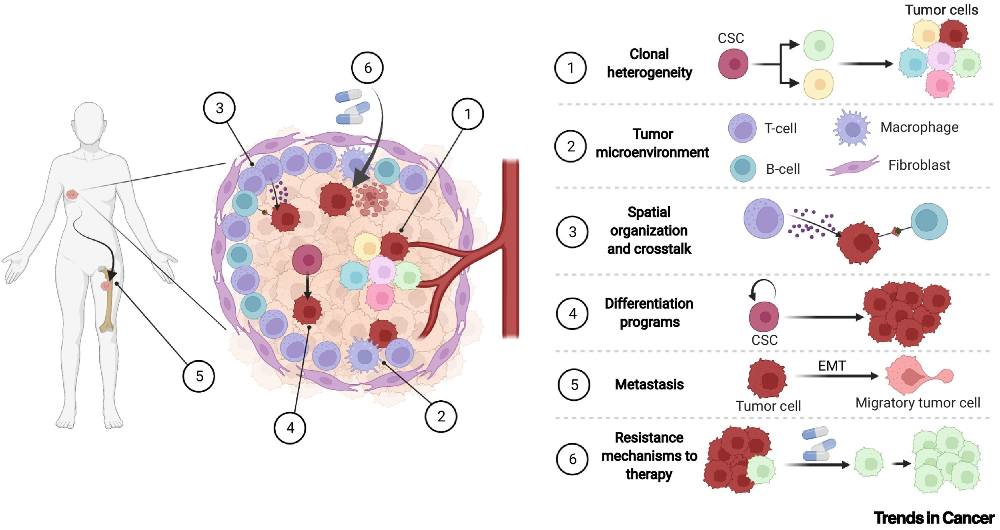 6
3
1
5
4
2
Tumor cells
CSC
1
Clonal
heterogeneity
2
Tumor
microenvironment
T-cell
Macrophage
B-cell
Fibroblast
3
Spatial
organization
and crosstalk
4
Differentiation
programs
CSC
5
Metastasis
EMT
Tumor cell
Migratory tumor cell
6
Resistance
mechanisms to
therapy
Trends in Cancer